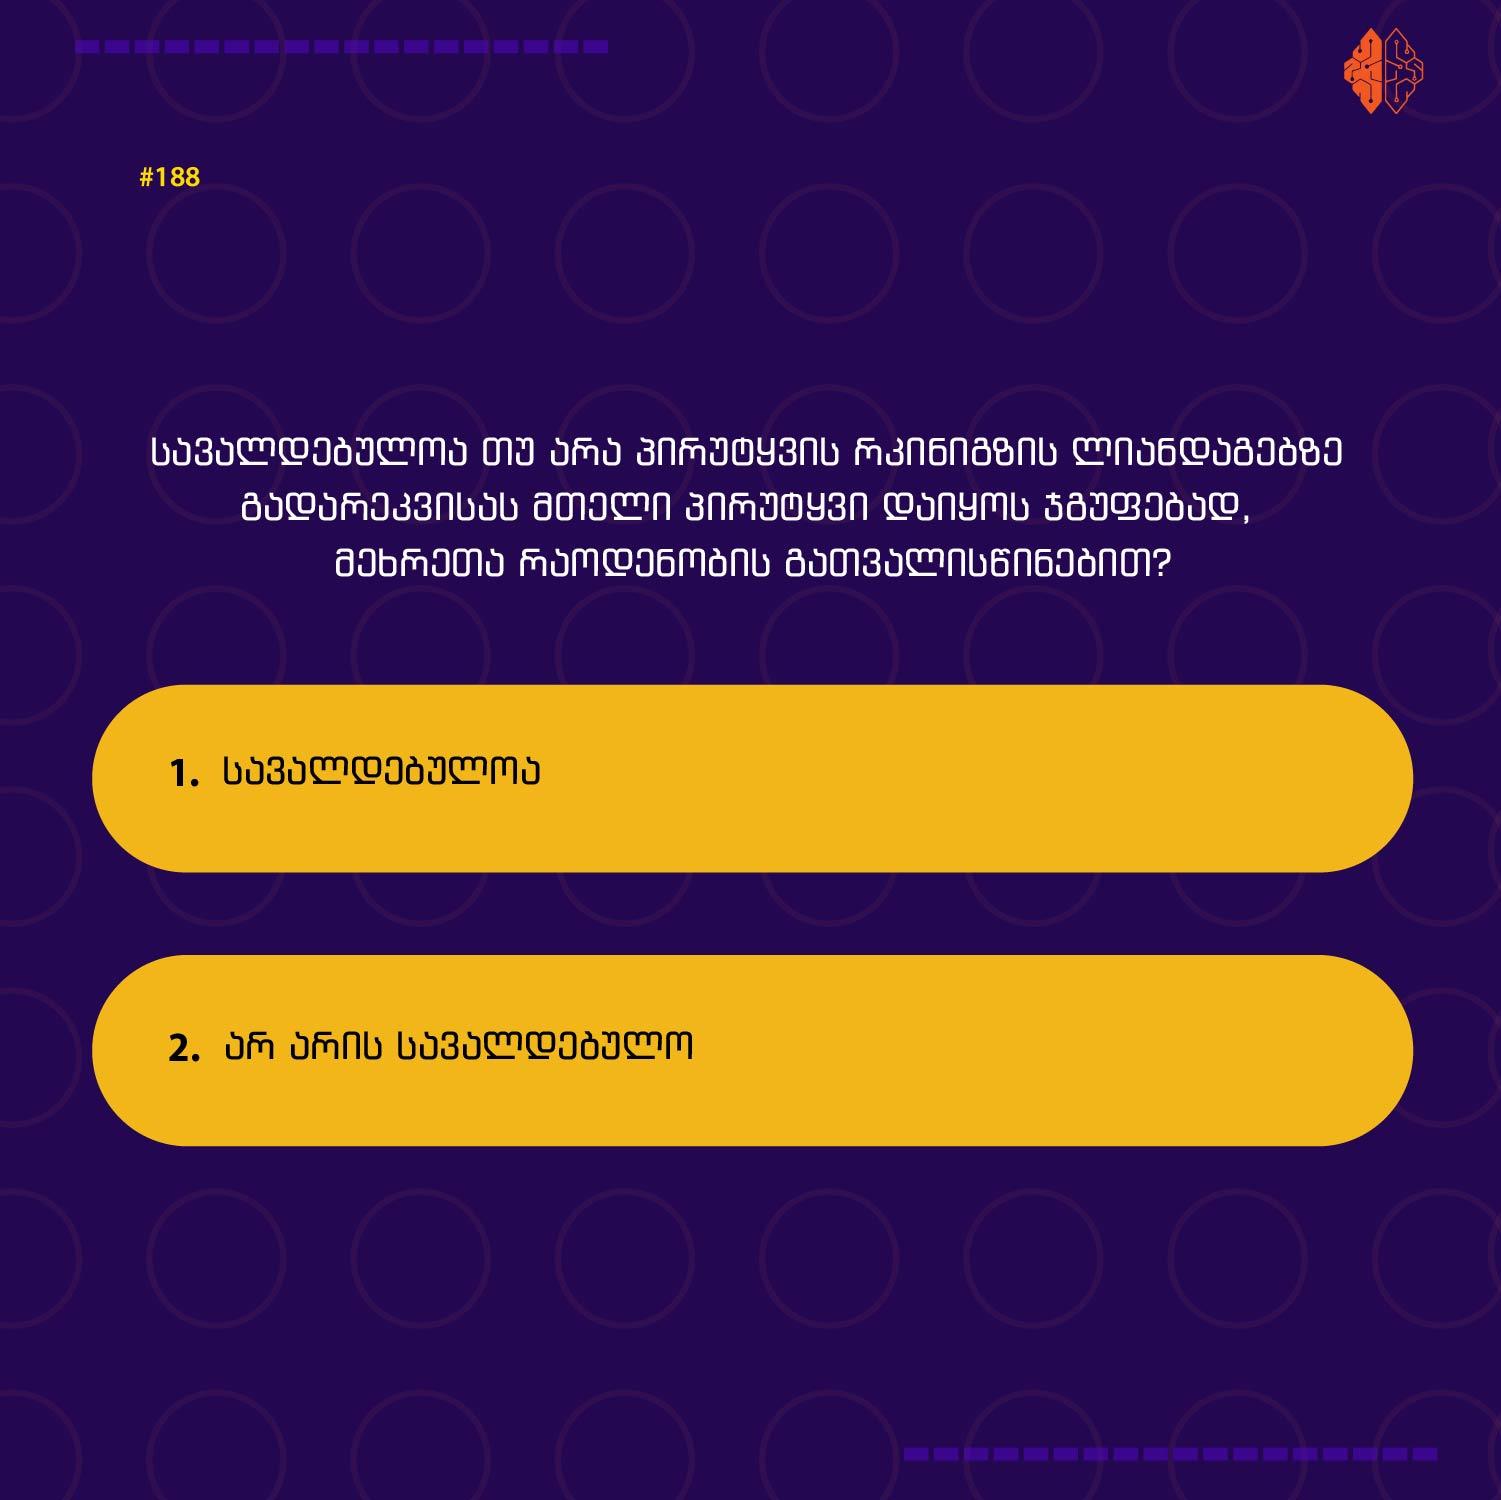 #188
სავალდებულოა თუ არა პირუტყვის რკინიგზის ლიანდაგებზე
გადარეკვისას მთელი პირუტყვი დაიყოს ჯგუფებად,
მეხრეთა რაოდენობის გათვალისწინებით?
1. სავალდებულოა
2. არ არის სავალდებულო